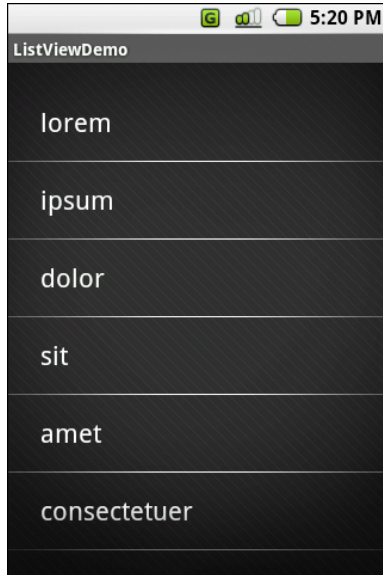 G 5:20 PM
ListViewDemo
lorem
ipsum
dolor
sit
amet
consectetuer